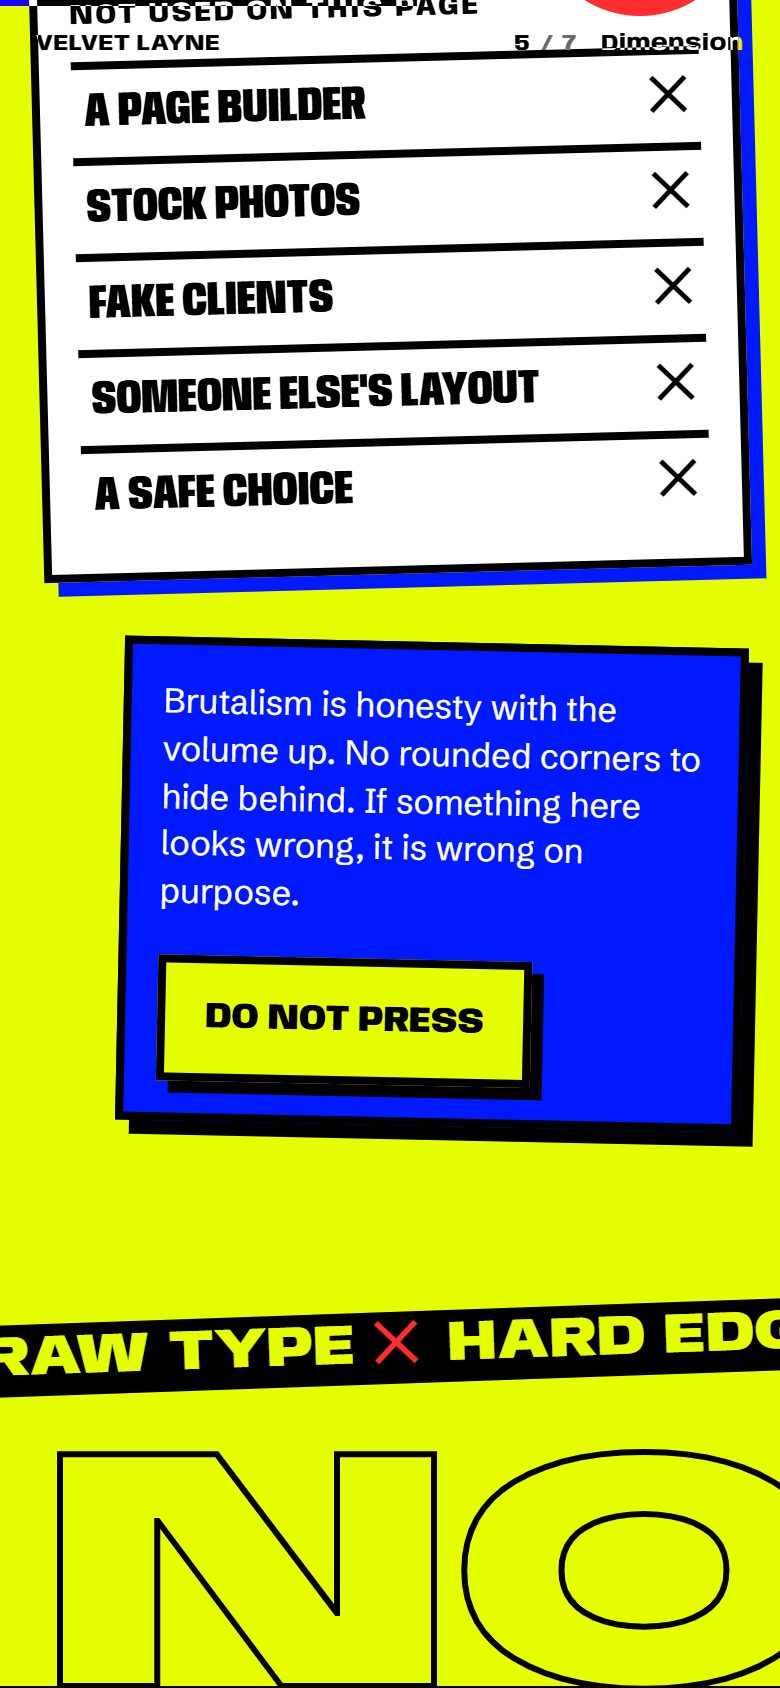 NOT USED ON THIS PAGE
VELVET LAYNE
5 / 7 Dimension
A PAGE BUILDER
STOCK PHOTOS
FAKE CLIENTS
SOMEONE ELSE'S LAYOUT
A SAFE CHOICE
Brutalism is honesty with the
volume up. No rounded corners to
hide behind. If something here
looks wrong, it is wrong on
purpose.
DO NOT PRESS
RAW TYPE × HARD EDG
NO